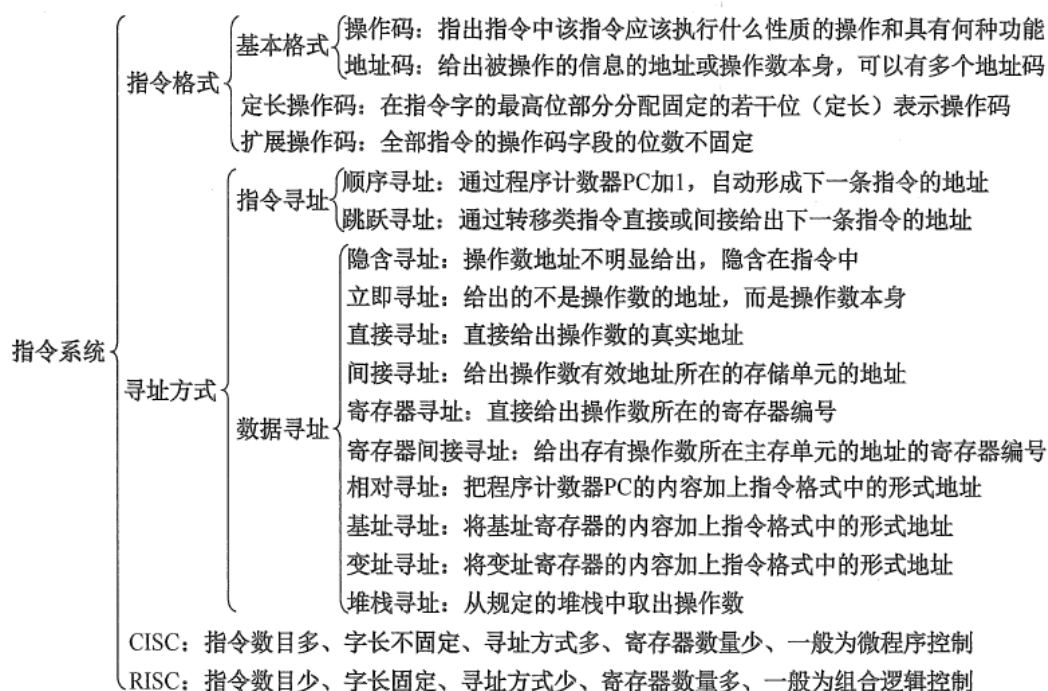 指令系统
指令格式
基本格式
操作码：指出指令中该指令应该执行什么性质的操作和具有何种功能
地址码：给出被操作的信息的地址或操作数本身，可以有多个地址码
定长操作码：在指令字的最高位部分分配固定的若干位（定长）表示操作码
扩展操作码：全部指令的操作码字段的位数不固定
寻址方式
指令寻址
顺序寻址：通过程序计数器PC加1，自动形成下一条指令的地址
跳跃寻址：通过转移类指令直接或间接给出下一条指令的地址
数据寻址
隐含寻址：操作数地址不明显给出，隐含在指令中
立即寻址：给出的不是操作数的地址，而是操作数本身
直接寻址：直接给出操作数的真实地址
间接寻址：给出操作数有效地址所在的存储单元的地址
寄存器寻址：直接给出操作数所在的寄存器编号
寄存器间接寻址：给出存有操作数所在主存单元的地址的寄存器编号
相对寻址：把程序计数器PC的内容加上指令格式中的形式地址
基址寻址：将基址寄存器的内容加上指令格式中的形式地址
变址寻址：将变址寄存器的内容加上指令格式中的形式地址
堆栈寻址：从规定的堆栈中取出操作数
CISC：指令数目多、字长不固定、寻址方式多、寄存器数量少、一般为微程序控制
RISC：指令数目少、字长固定、寻址方式少、寄存器数量多、一般为组合逻辑控制